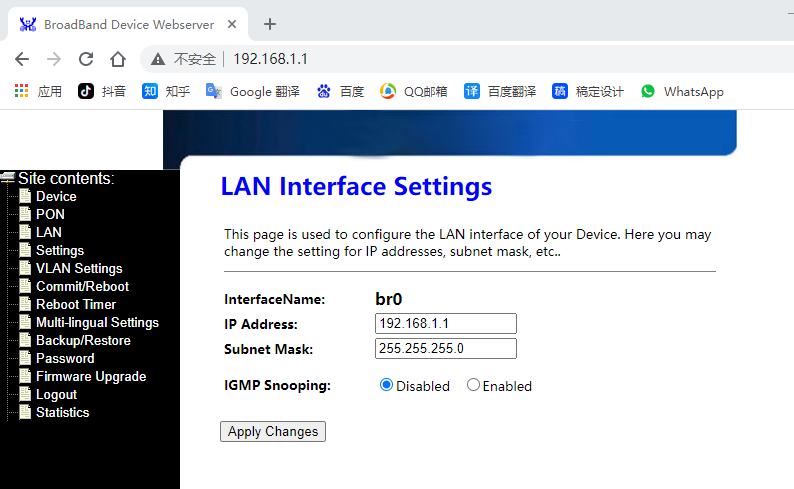 BroadBand Device Webserver
不安全 192.168.1.1
应用 抖音 知 知乎 Google 翻译 百度 QQ邮箱 译 百度翻译 稿 稿定设计 WhatsApp
Site contents:
Device
PON
LAN
Settings
VLAN Settings
Commit/Reboot
Reboot Timer
Multi-lingual Settings
Backup/Restore
Password
Firmware Upgrade
Logout
Statistics
LAN Interface Settings
This page is used to configure the LAN interface of your Device. Here you may
change the setting for IP addresses, subnet mask, etc..
InterfaceName: br0
IP Address: 192.168.1.1
Subnet Mask: 255.255.255.0
IGMP Snooping: Disabled Enabled
Apply Changes